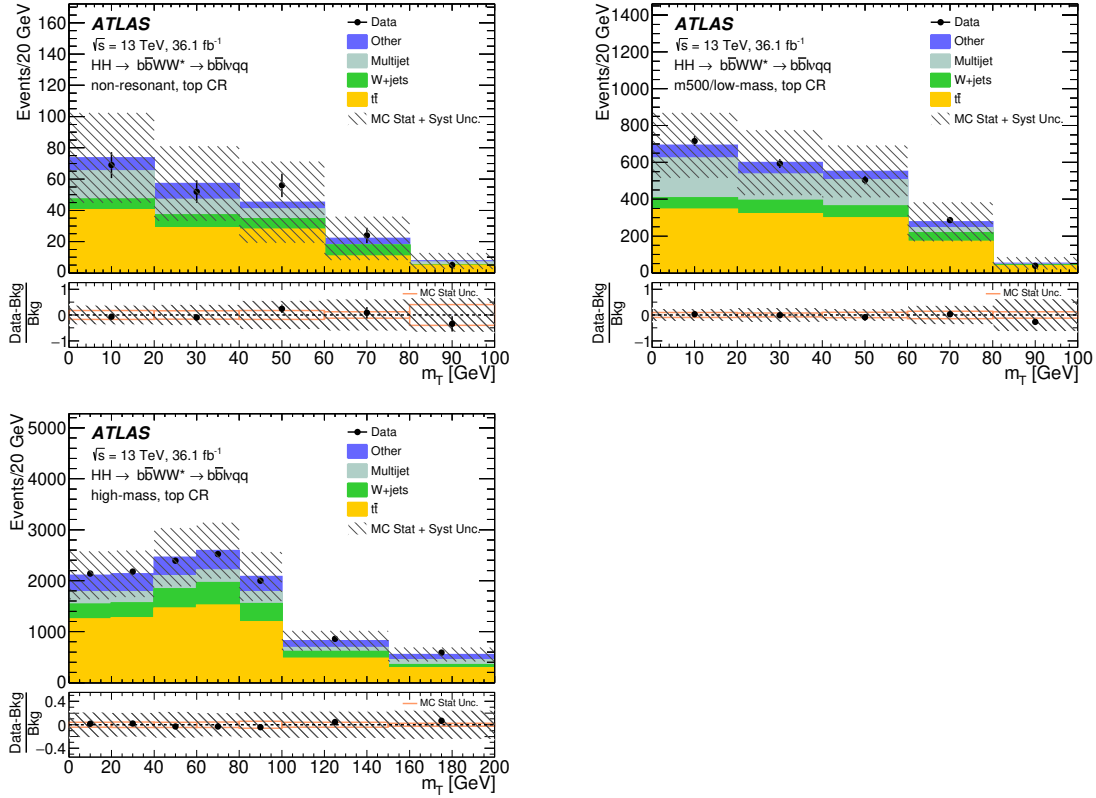 Events/20 GeV
160
140
120
100
80
60
40
20
0
ATLAS
√s = 13 TeV, 36.1 fb⁻¹
HH → bb̅WW* → bb̅lνqq
non-resonant, top CR
Data
Other
Multijet
W+jets
tt̅
MC Stat + Syst Unc.
Data-Bkg
Bkg
1
0
−1
MC Stat Unc.
0 10 20 30 40 50 60 70 80 90 100
m_T [GeV]
Events/20 GeV
1400
1200
1000
800
600
400
200
0
ATLAS
√s = 13 TeV, 36.1 fb⁻¹
HH → bb̅WW* → bb̅lνqq
m500/low-mass, top CR
Data
Other
Multijet
W+jets
tt̅
MC Stat + Syst Unc.
Data-Bkg
Bkg
1
0
−1
MC Stat Unc.
0 10 20 30 40 50 60 70 80 90 100
m_T [GeV]
Events/20 GeV
5000
4000
3000
2000
1000
0
ATLAS
√s = 13 TeV, 36.1 fb⁻¹
HH → bb̅WW* → bb̅lνqq
high-mass, top CR
Data
Other
Multijet
W+jets
tt̅
MC Stat + Syst Unc.
Data-Bkg
Bkg
0.4
0
−0.4
MC Stat Unc.
0 20 40 60 80 100 120 140 160 180 200
m_T [GeV]